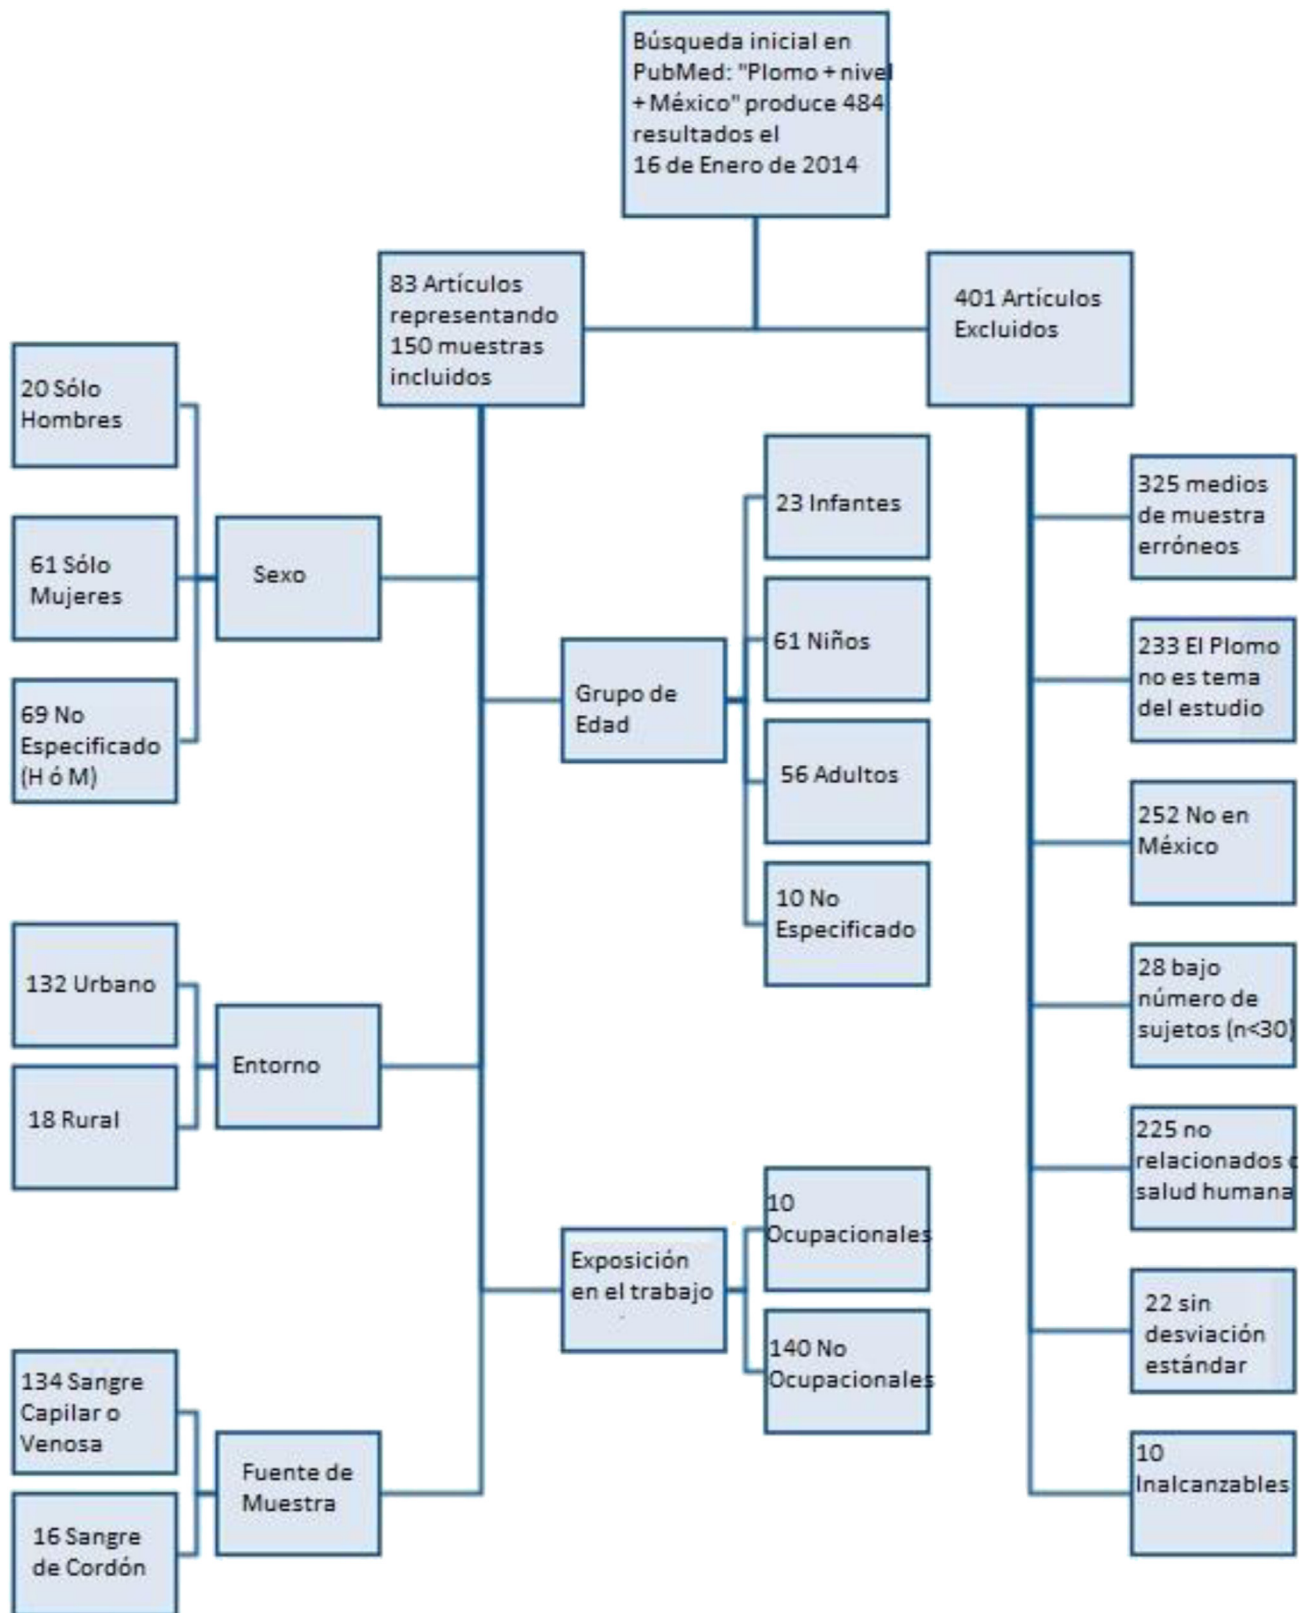 Búsqueda inicial en
PubMed: "Plomo + nivel
+ México" produce 484
resultados el
16 de Enero de 2014
83 Artículos
representando
150 muestras
incluidos
401 Artículos
Excluidos
20 Sólo
Hombres
61 Sólo
Mujeres
69 No
Especificado
(H ó M)
Sexo
23 Infantes
61 Niños
56 Adultos
10 No
Especificado
Grupo de
Edad
325 medios
de muestra
erróneos
233 El Plomo
no es tema
del estudio
252 No en
México
28 bajo
número de
sujetos (n<30)
225 no
relacionados
salud humana
22 sin
desviación
estándar
10
Inalcanzables
132 Urbano
18 Rural
Entorno
Exposición
en el trabajo
10
Ocupacionales
140 No
Ocupacionales
134 Sangre
Capilar o
Venosa
16 Sangre
de Cordón
Fuente de
Muestra